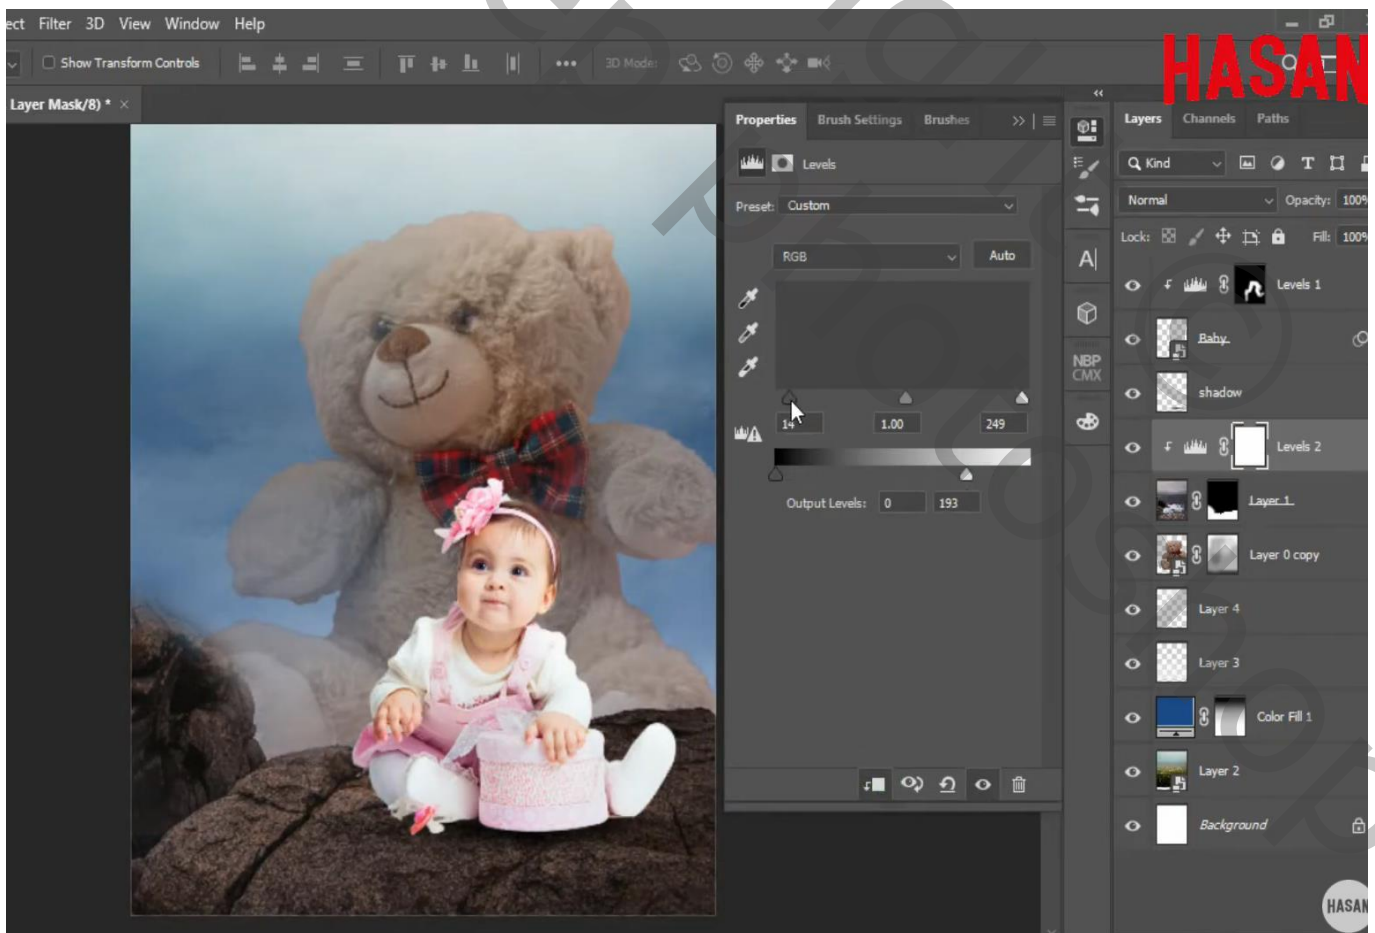 ect Filter 3D View Window Help
Show Transform Controls ••• 3D Mode:
HASAN
Layer Mask/8) * ×
Properties Brush Settings Brushes
Levels
Preset: Custom
RGB Auto
14 1.00 249
Output Levels: 0 193
A|
NBP
CMX
Layers Channels Paths
Kind T
Normal Opacity: 100%
Lock: Fill: 100%
Levels 1
Baby
shadow
Levels 2
Layer 1
Layer 0 copy
Layer 4
Layer 3
Color Fill 1
Layer 2
Background
HASAN